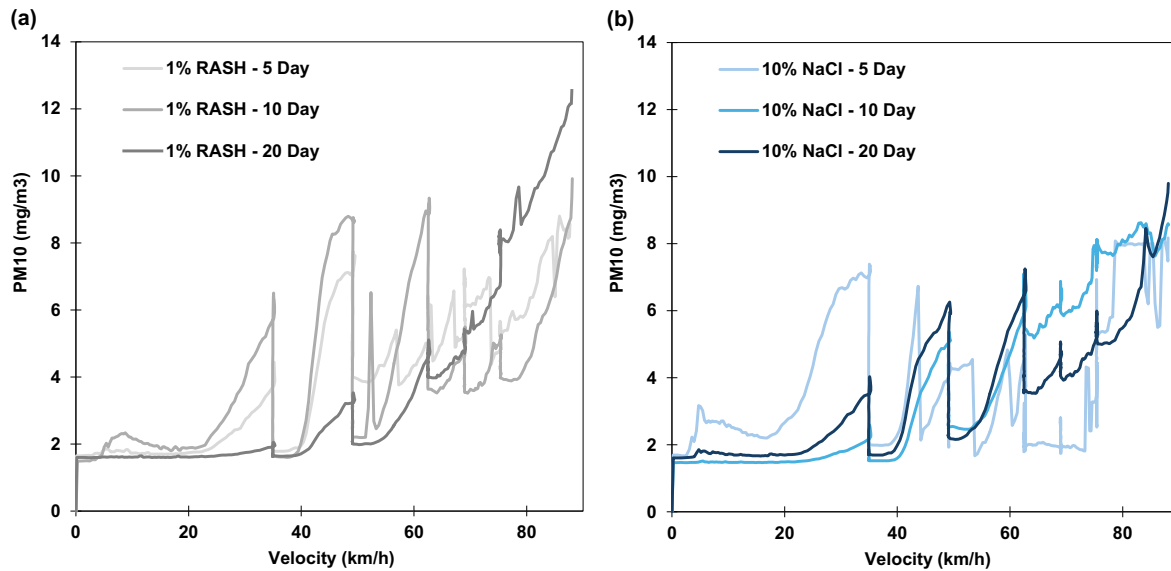 (a)
14
12
10
8
6
4
2
0
PM10 (mg/m3)
1% RASH - 5 Day
1% RASH - 10 Day
1% RASH - 20 Day
0 20 40 60 80
Velocity (km/h)
(b)
14
12
10
8
6
4
2
0
PM10 (mg/m3)
10% NaCl - 5 Day
10% NaCl - 10 Day
10% NaCl - 20 Day
0 20 40 60 80
Velocity (km/h)